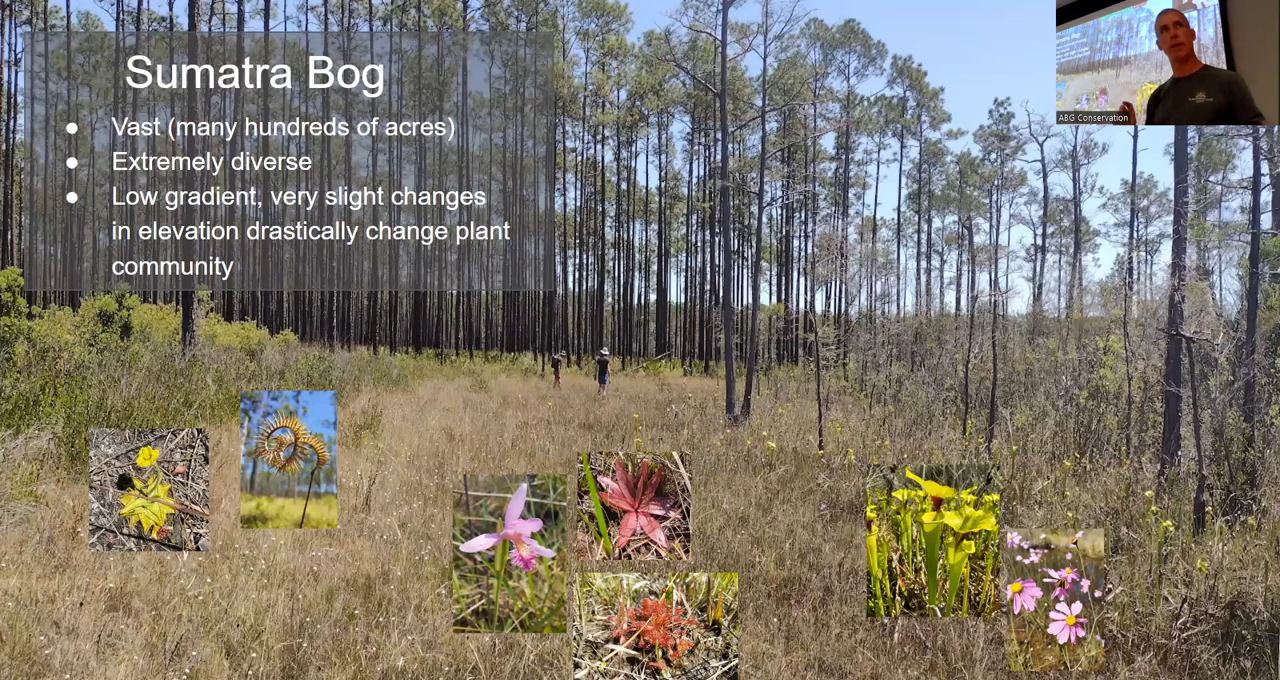 Sumatra Bog
● Vast (many hundreds of acres)
● Extremely diverse
● Low gradient, very slight changes
in elevation drastically change plant
community
ABG Conservation